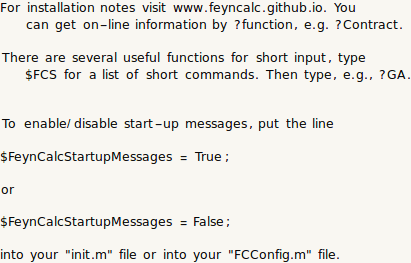 For installation notes visit www.feyncalc.github.io. You
can get on-line information by ?function, e.g. ?Contract.
There are several useful functions for short input, type
$FCS for a list of short commands. Then type, e.g., ?GA.
To enable/disable start-up messages, put the line
$FeynCalcStartupMessages = True;
or
$FeynCalcStartupMessages = False;
into your "init.m" file or into your "FCConfig.m" file.